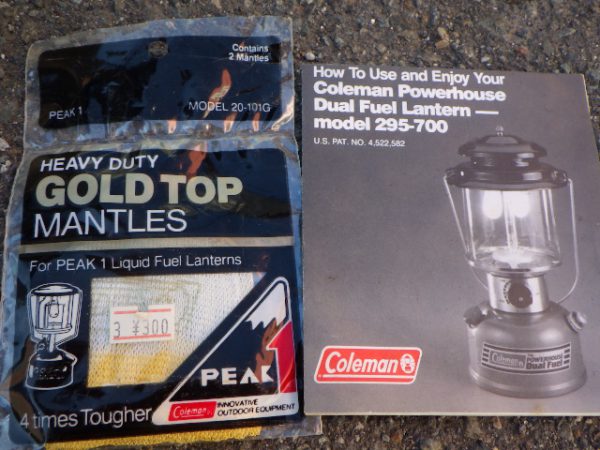 Contains
2 Mantles
PEAK 1
MODEL 20-101G
HEAVY DUTY
GOLD TOP
MANTLES
For PEAK 1 Liquid Fuel Lanterns
3 ¥300
PEAK
Coleman
INNOVATIVE
OUTDOOR EQUIPMENT
4 times Tougher
How To Use and Enjoy Your
Coleman Powerhouse
Dual Fuel Lantern —
model 295-700
U.S. PAT. NO. 4,522,582
Coleman
POWERHOUSE
Dual Fuel
Coleman